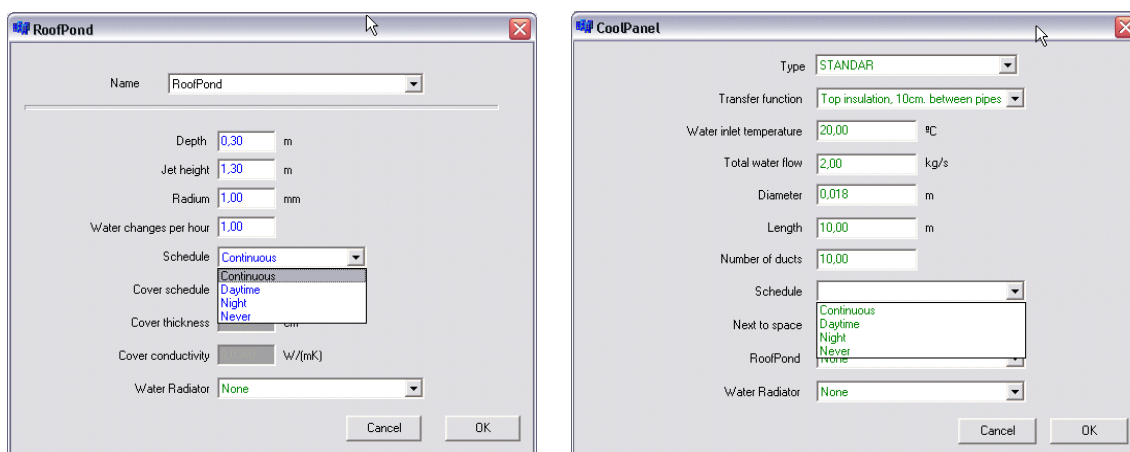 RoofPond
Name RoofPond
Depth 0,30 m
Jet height 1,30 m
Radium 1,00 mm
Water changes per hour 1,00
Schedule Continuous
Continuous
Cover schedule Daytime
Night
Never
Cover thickness cm
Cover conductivity W/(mK)
Water Radiator None
Cancel OK
CoolPanel
Type STANDAR
Transfer function Top insulation, 10cm. between pipes
Water inlet temperature 20,00 ºC
Total water flow 2,00 kg/s
Diameter 0,018 m
Length 10,00 m
Number of ducts 10,00
Schedule
Continuous
Next to space Daytime
Night
Never
RoofPond None
Water Radiator None
Cancel OK